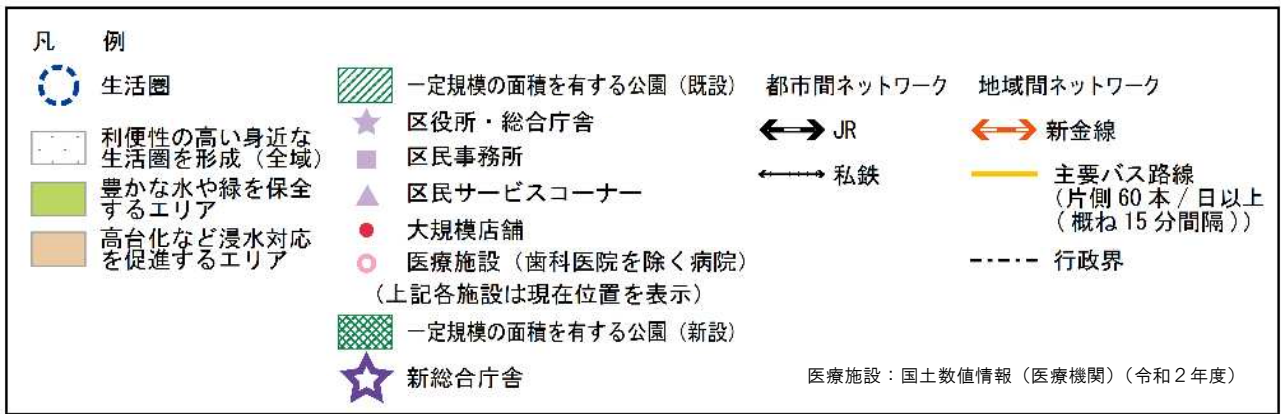 凡　例
生活圏
利便性の高い身近な
生活圏を形成（全域）
豊かな水や緑を保全
するエリア
高台化など浸水対応
を促進するエリア
一定規模の面積を有する公園（既設）
区役所・総合庁舎
区民事務所
区民サービスコーナー
大規模店舗
医療施設（歯科医院を除く病院）
（上記各施設は現在位置を表示）
一定規模の面積を有する公園（新設）
新総合庁舎
都市間ネットワーク
JR
私鉄
地域間ネットワーク
新金線
主要バス路線
（片側60本/日以上
（概ね15分間隔））
行政界
医療施設：国土数値情報（医療機関）（令和２年度）